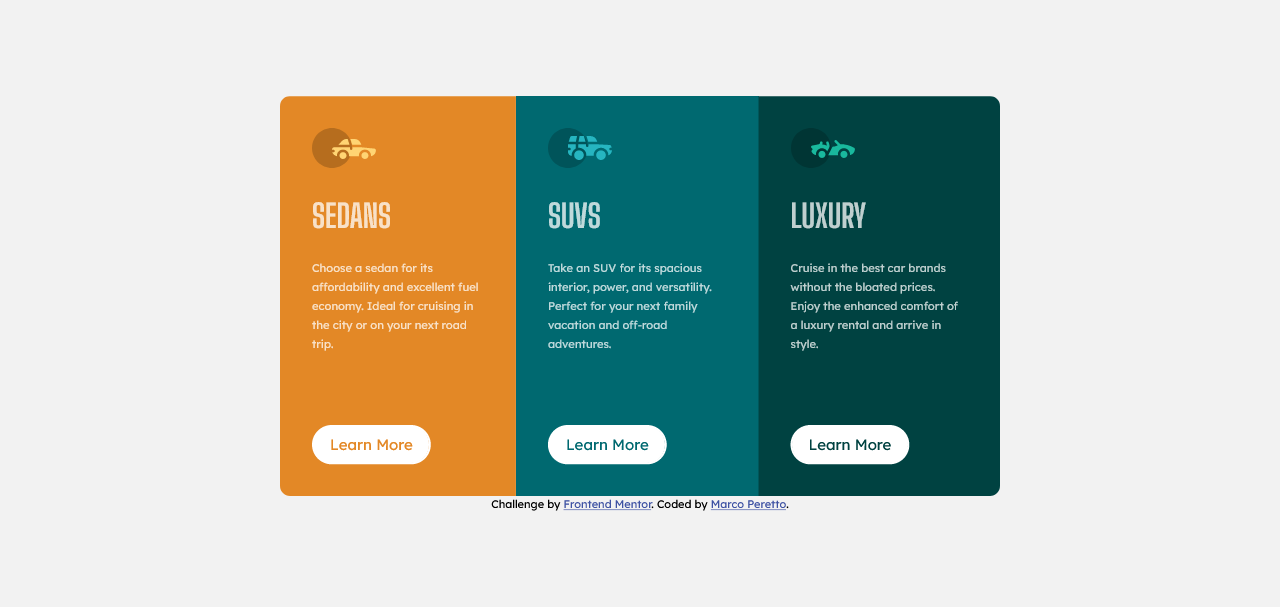 SEDANS
Choose a sedan for its
affordability and excellent fuel
economy. Ideal for cruising in
the city or on your next road
trip.
Learn More
SUVS
Take an SUV for its spacious
interior, power, and versatility.
Perfect for your next family
vacation and off-road
adventures.
Learn More
LUXURY
Cruise in the best car brands
without the bloated prices.
Enjoy the enhanced comfort of
a luxury rental and arrive in
style.
Learn More
Challenge by Frontend Mentor. Coded by Marco Peretto.